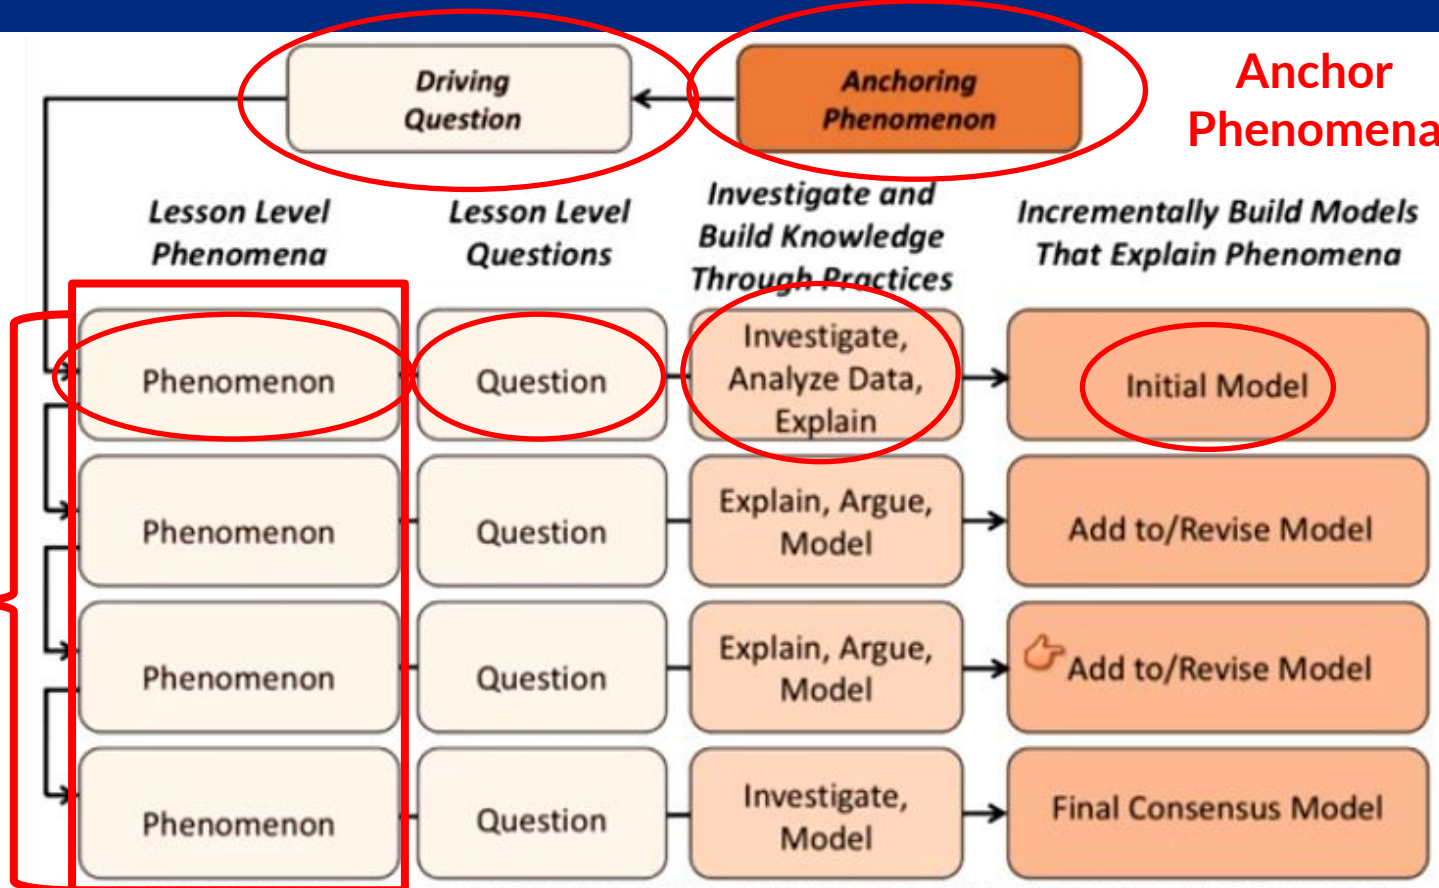 Driving
Question
Anchoring
Phenomenon
Anchor
Phenomena
Lesson Level
Phenomena
Lesson Level
Questions
Investigate and
Build Knowledge
Through Practices
Incrementally Build Models
That Explain Phenomena
Phenomenon
Question
Investigate,
Analyze Data,
Explain
Initial Model
Phenomenon
Question
Explain, Argue,
Model
Add to/Revise Model
Phenomenon
Question
Explain, Argue,
Model
Add to/Revise Model
Phenomenon
Question
Investigate,
Model
Final Consensus Model